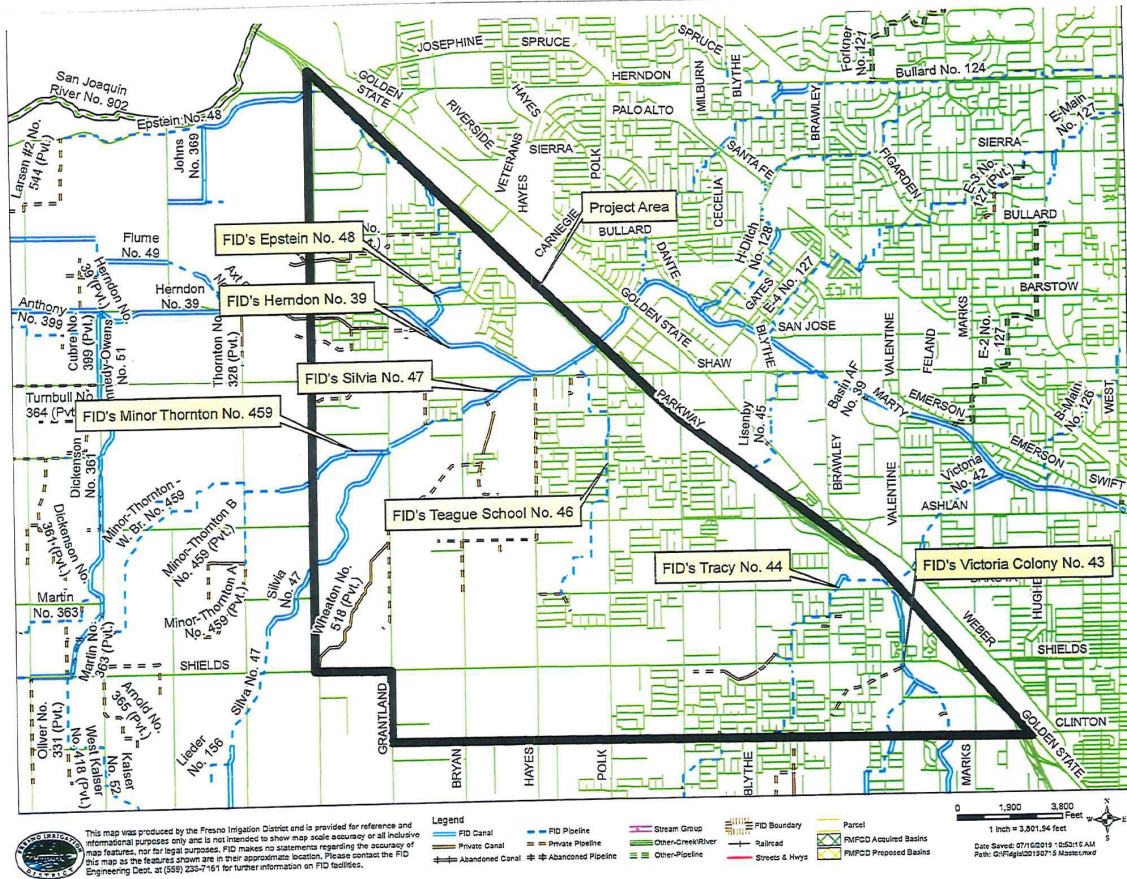 JOSEPHINE
SPRUCE
SPRUCE
Forkner
No. 121
Bullard No. 124
GOLDEN
STATE
HERNDON
MILBURN
BLYTHE
San Joaquin
River No. 902
Epstein No. 48
HAYES
RIVERSIDE
PALO ALTO
BRAWLEY
E-Main
No. 127
Larsen #2 No.
544 (Pvt.)
Johns
No. 369
VETERANS
HAYES
SIERRA
POLK
SANTA FE
CECELIA
FIGARDEN
SIERRA
E-3 No.
127 (Pvt.)
Project Area
CARNEGIE
BULLARD
BULLARD
Flume
No. 49
FID's Epstein No. 48
DANTE
H-Ditch
No. 128
GATES
E-4 No. 127
Herndon No.
39 (Pvt.)
Herndon
No. 39
FID's Herndon No. 39
GOLDEN STATE
BARSTOW
MARKS
Anthony
No. 399
Cubre No.
399 (Pvt.)
No. 51
Thornton No.
328 (Pvt.)
SAN JOSE
BLYTHE
SHAW
VALENTINE
FELAND
E-2 No.
127
FID's Silvia No. 47
Turnbull No.
364 (Pvt.)
FID's Minor Thornton No. 459
PARKWAY
Lisenby
No. 45
Basin AF
No. 39
MARTY
EMERSON
B-Main
No. 126
WEST
Dickenson
No. 361
BRAWLEY
EMERSON
SWIFT
Minor-Thornton -
W. Br. No. 459
VALENTINE
Victoria
No. 42
ASHLAN
FID's Teague School No. 46
Dickenson No.
361 (Pvt.)
Minor-Thornton B
No. 459 (Pvt.)
FID's Tracy No. 44
FID's Victoria Colony No. 43
Martin
No. 363
Minor-Thornton A
No. 459 (Pvt.)
Silvia
No. 47
Wheaton No.
518 (Pvt.)
WEBER
HUGHES
SHIELDS
Martin No.
363 (Pvt.)
SHIELDS
Silva No. 47
Arnold No.
365 (Pvt.)
Oliver No.
331 (Pvt.)
West Kaiser
No. 418 (Pvt.)
Kaiser
No. 52
Lieder
No. 156
GRANTLAND
BRYAN
HAYES
POLK
BLYTHE
MARKS
CLINTON
GOLDEN STATE
FRESNO IRRIGATION
DISTRICT
This map was produced by the Fresno Irrigation District and is provided for reference and
informational purposes only and is not intended to show map scale accuracy or all inclusive
map features, nor for legal purposes. FID makes no statements regarding the accuracy of
this map as the features shown are in their approximate location. Please contact the FID
Engineering Dept. at (559) 233-7161 for further information on FID facilities.
Legend
FID Canal
Private Canal
Abandoned Canal
FID Pipeline
Private Pipeline
Abandoned Pipeline
Stream Group
Other-Creek\River
Other-Pipeline
FID Boundary
Railroad
Streets & Hwys
Parcel
FMFCD Acquired Basins
FMFCD Proposed Basins
0 1,900 3,800
Feet
1 inch = 3,801.94 feet
N
W E
S
Date Saved: 07/16/2019 10:53:16 AM
Path: G:\Fidgis\20190715 Master.mxd